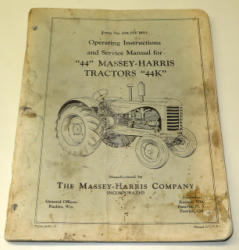 Operating Instructions
and Service Manual for
"44" MASSEY-HARRIS
TRACTORS "44K"
Manufactured by
THE MASSEY-HARRIS COMPANY
INCORPORATED
General Offices
Racine, Wis.